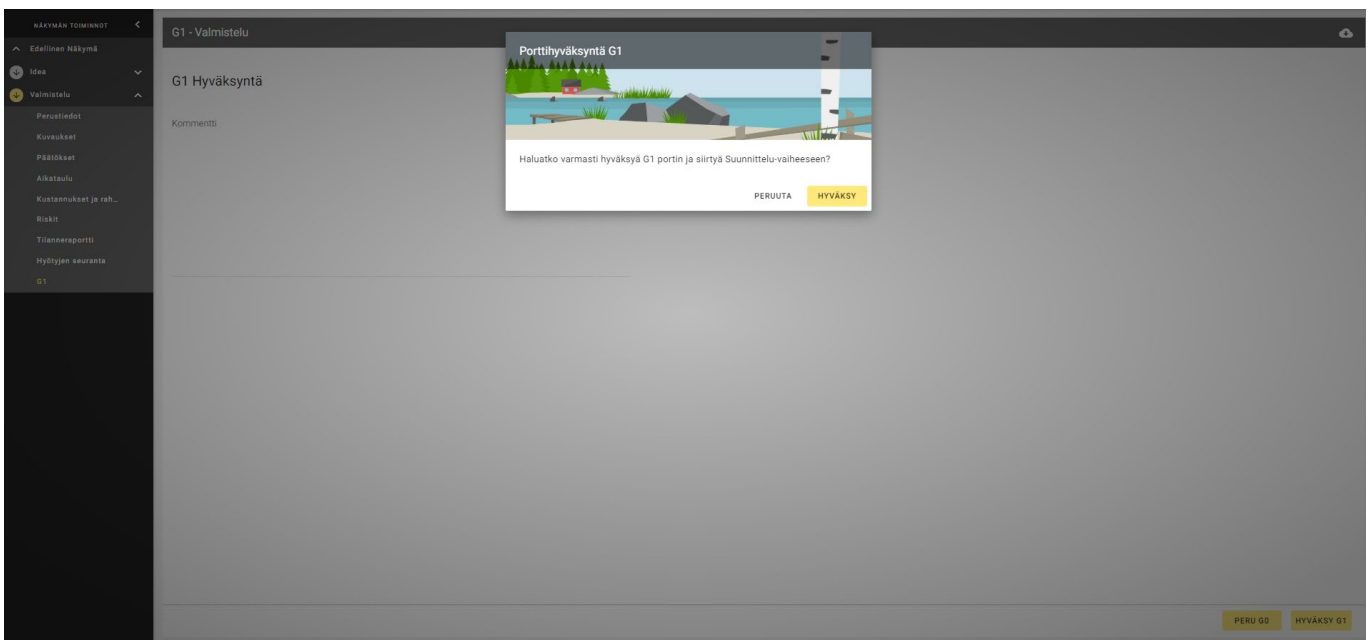 NÄKYMÄN TOIMINNOT
Edellinen Näkymä
Idea
Valmistelu
Perustiedot
Kuvaukset
Päätökset
Aikataulu
Kustannukset ja rah…
Riskit
Tilanneraportti
Hyötyjen seuranta
G1
G1 - Valmistelu
G1 Hyväksyntä
Kommentti
Porttihyväksyntä G1
Haluatko varmasti hyväksyä G1 portin ja siirtyä Suunnittelu-vaiheeseen?
PERUUTA HYVÄKSY
PERU G0 HYVÄKSY G1